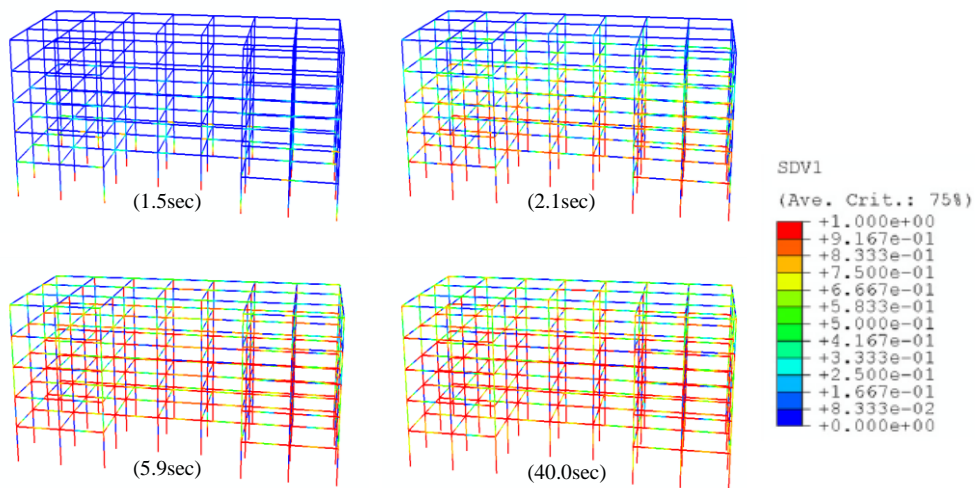 (1.5sec)
(2.1sec)
(5.9sec)
(40.0sec)
SDV1
(Ave. Crit.: 75%)
+1.000e+00
+9.167e-01
+8.333e-01
+7.500e-01
+6.667e-01
+5.833e-01
+5.000e-01
+4.167e-01
+3.333e-01
+2.500e-01
+1.667e-01
+8.333e-02
+0.000e+00